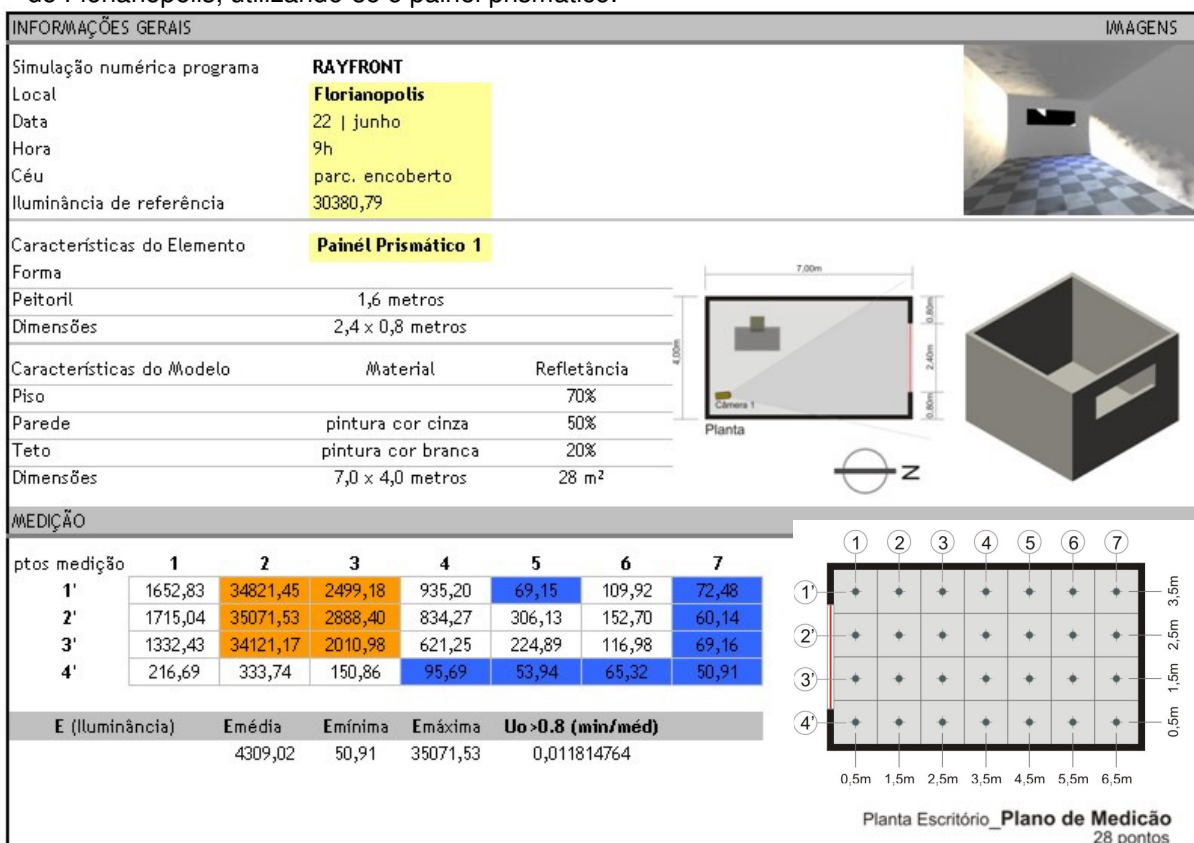 de Florianópolis, utilizando-se o painel prismático.
INFORMAÇÕES GERAIS IMAGENS
Simulação numérica programa RAYFRONT
Local Florianopolis
Data 22 | junho
Hora 9h
Céu parc. encoberto
Iluminância de referência 30380,79
Características do Elemento Painél Prismático 1
Forma
Peitoril 1,6 metros
Dimensões 2,4 x 0,8 metros
Características do Modelo Material Refletância
Piso 70%
Parede pintura cor cinza 50%
Teto pintura cor branca 20%
Dimensões 7,0 x 4,0 metros 28 m²
7,00m
4,00m
0,80m
2,40m
0,80m
Câmera 1
Planta
N
MEDIÇÃO
ptos medição 1 2 3 4 5 6 7
1' 1652,83 34821,45 2499,18 935,20 69,15 109,92 72,48
2' 1715,04 35071,53 2888,40 834,27 306,13 152,70 60,14
3' 1332,43 34121,17 2010,98 621,25 224,89 116,98 69,16
4' 216,69 333,74 150,86 95,69 53,94 65,32 50,91
E (Iluminância) Emédia Emínima Emáxima Uo>0.8 (min/méd)
4309,02 50,91 35071,53 0,011814764
1 2 3 4 5 6 7
1' 3,5m
2' 2,5m
3' 1,5m
4' 0,5m
0,5m 1,5m 2,5m 3,5m 4,5m 5,5m 6,5m
Planta Escritório_Plano de Medicão
28 pontos